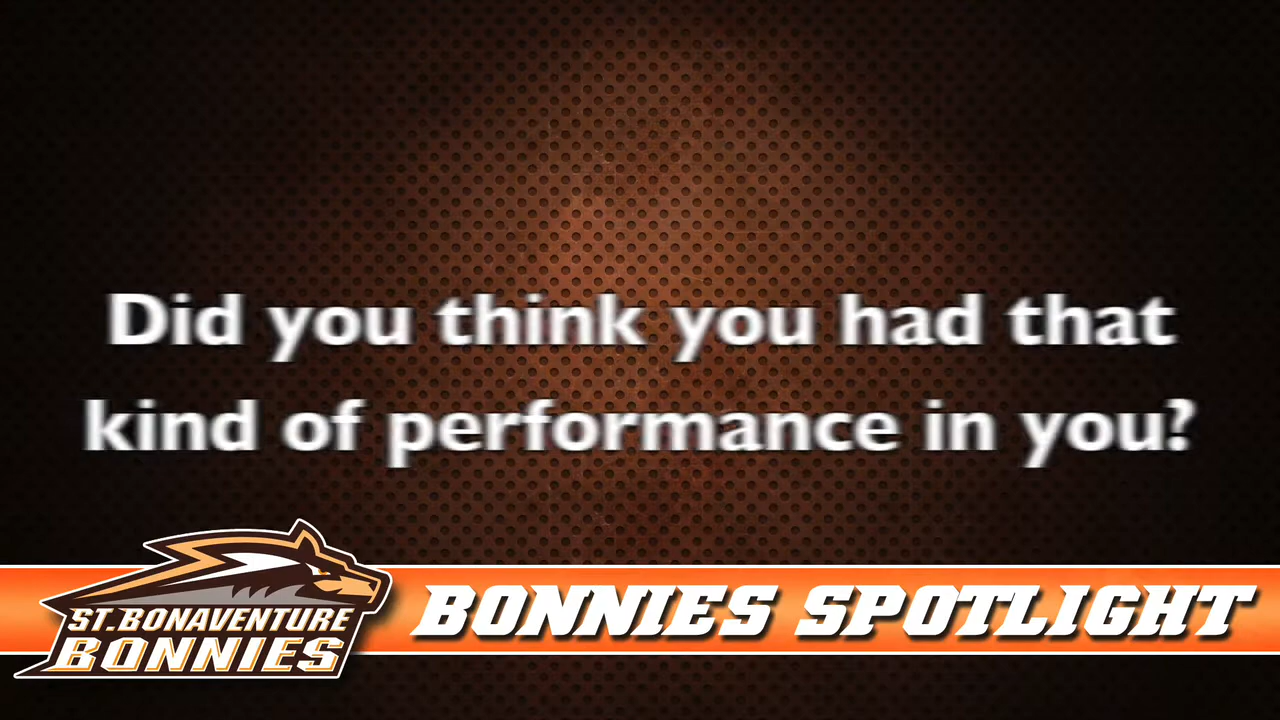 Did you think you had that
kind of performance in you?
ST. BONAVENTURE
BONNIES
BONNIES SPOTLIGHT